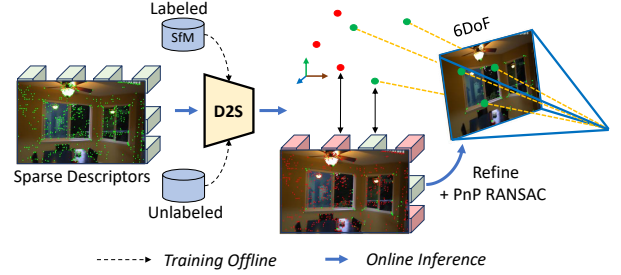 Labeled
SfM
6DoF
D2S
Sparse Descriptors
Unlabeled
Refine
+ PnP RANSAC
Training Offline
Online Inference